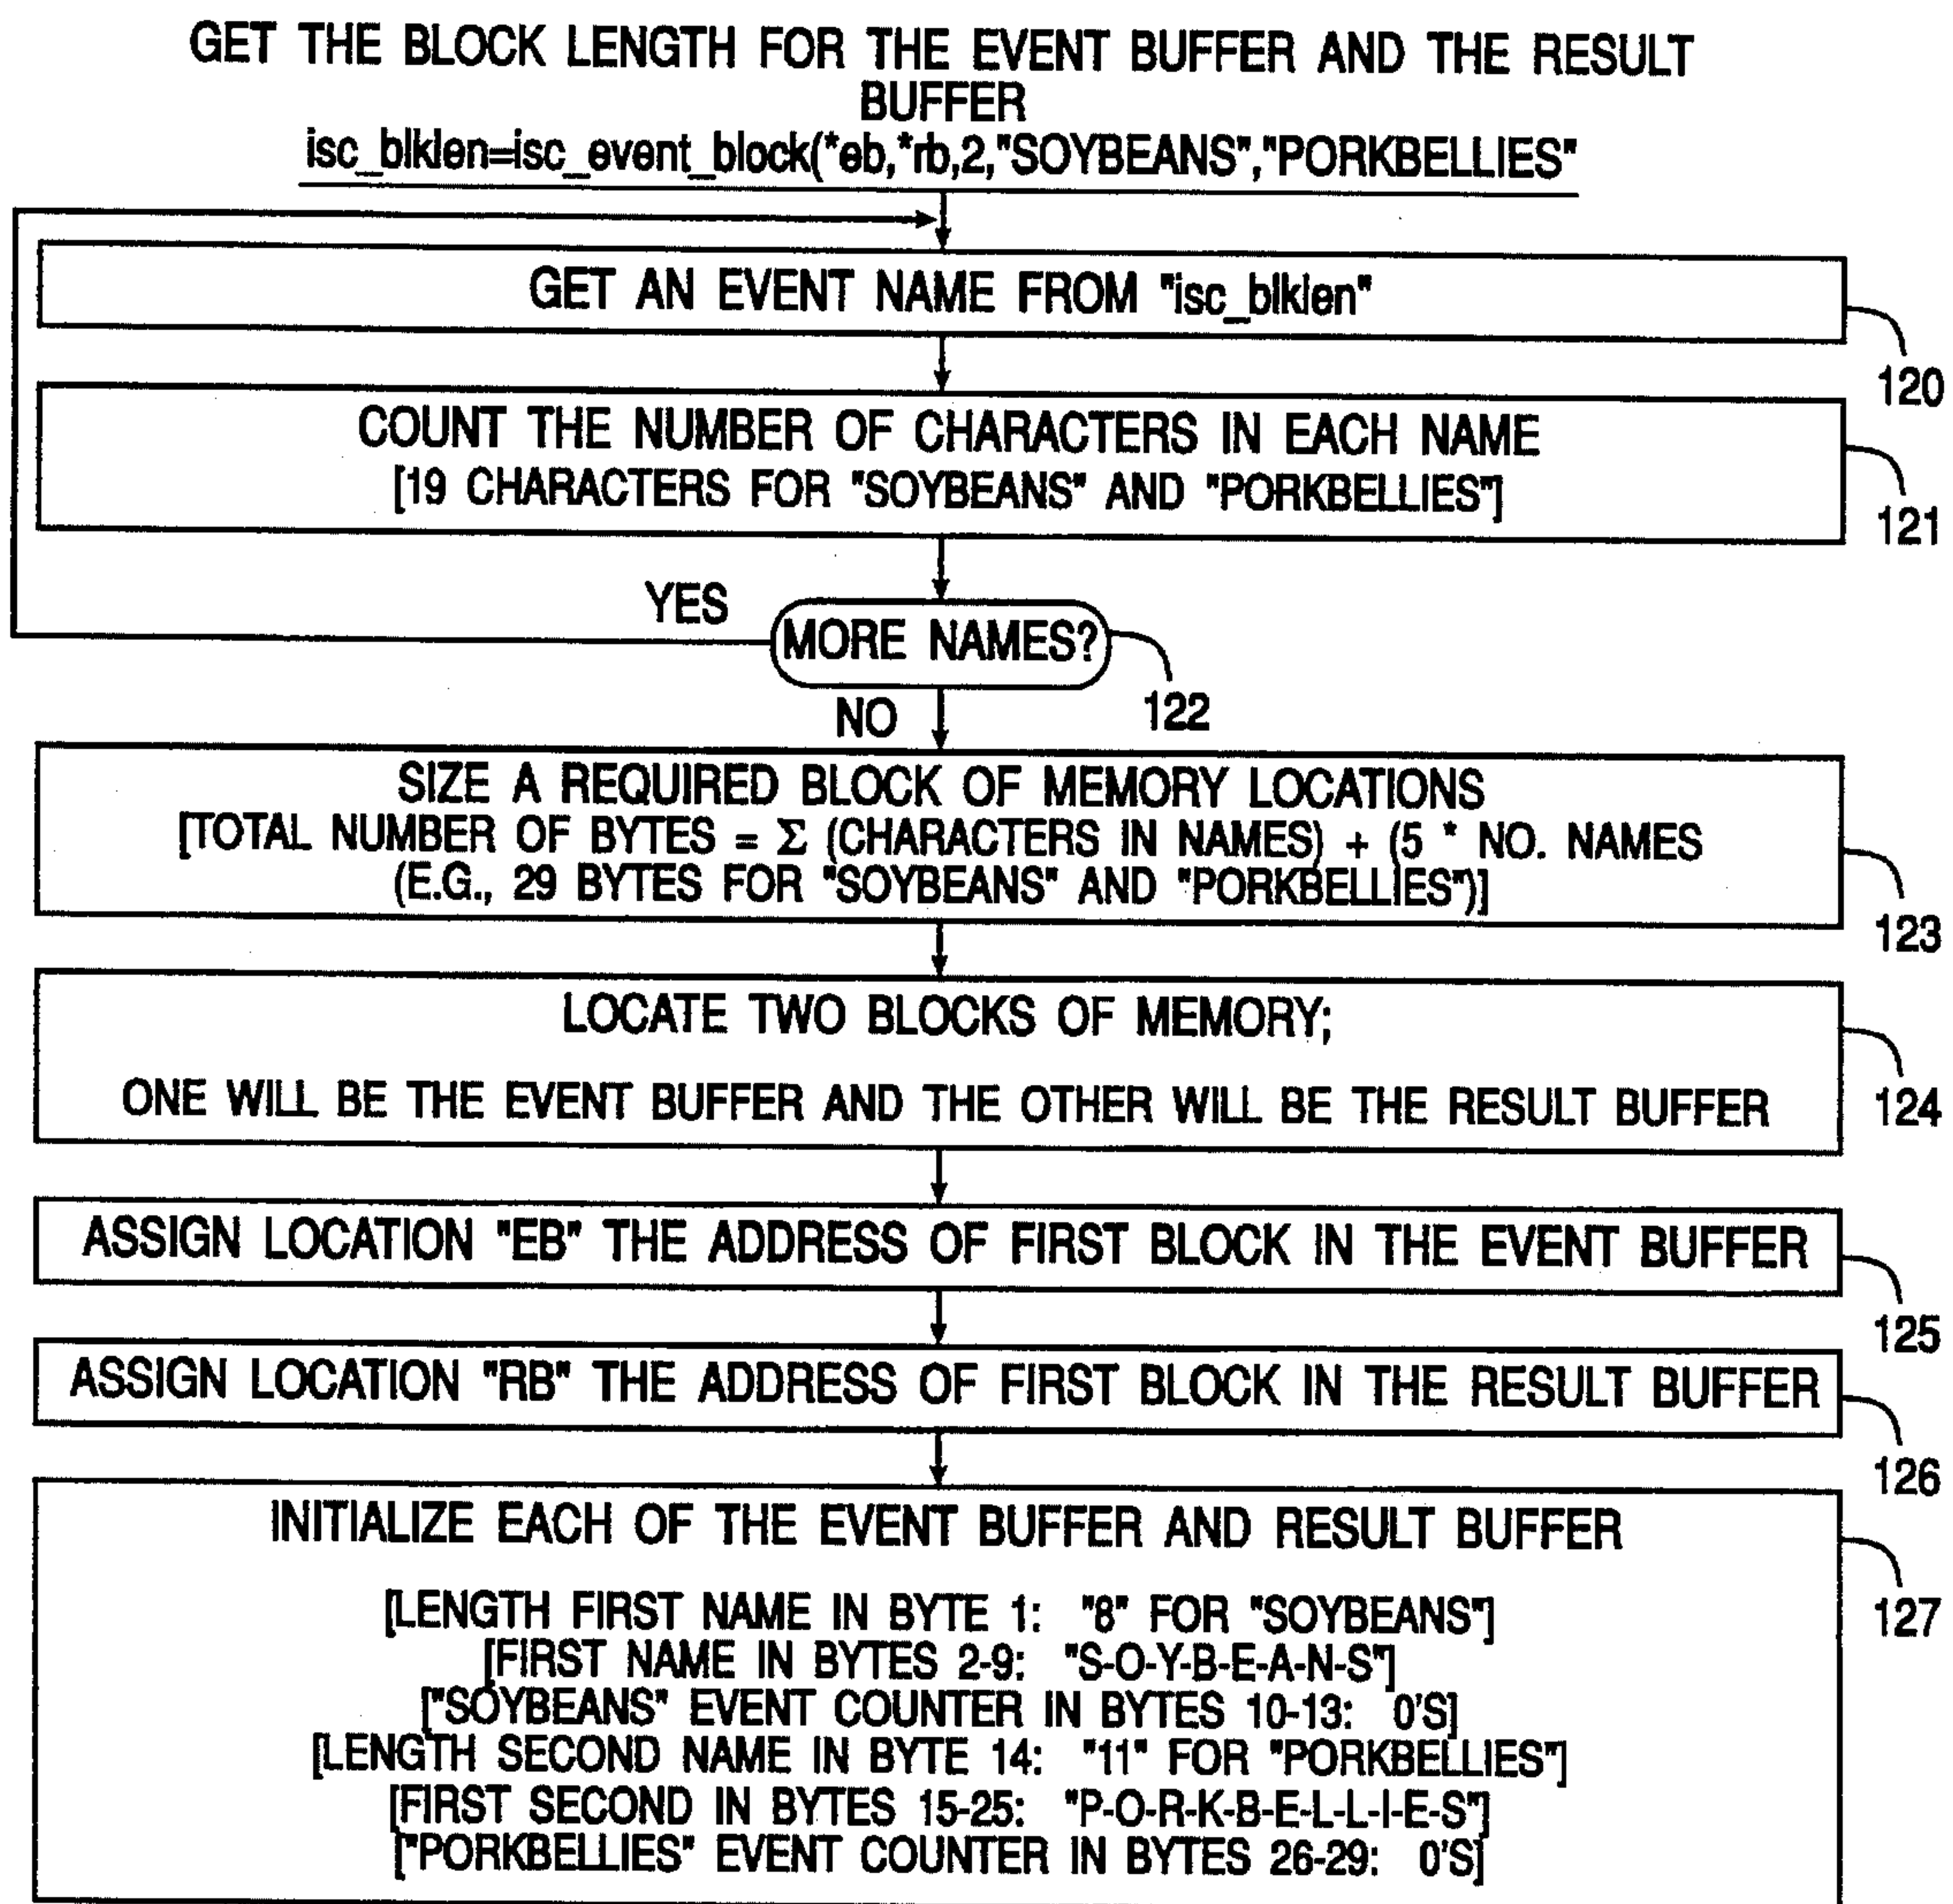 GET THE BLOCK LENGTH FOR THE EVENT BUFFER AND THE RESULT
BUFFER
isc_blklen=isc_event_block(*eb,*rb,2,"SOYBEANS","PORKBELLIES"
GET AN EVENT NAME FROM "isc_blklen"
120
COUNT THE NUMBER OF CHARACTERS IN EACH NAME
[19 CHARACTERS FOR "SOYBEANS" AND "PORKBELLIES"]
121
YES
MORE NAMES?
122
NO
SIZE A REQUIRED BLOCK OF MEMORY LOCATIONS
[TOTAL NUMBER OF BYTES = Σ (CHARACTERS IN NAMES) + (5 * NO. NAMES
(E.G., 29 BYTES FOR "SOYBEANS" AND "PORKBELLIES")]
123
LOCATE TWO BLOCKS OF MEMORY;
ONE WILL BE THE EVENT BUFFER AND THE OTHER WILL BE THE RESULT BUFFER
124
ASSIGN LOCATION "EB" THE ADDRESS OF FIRST BLOCK IN THE EVENT BUFFER
125
ASSIGN LOCATION "RB" THE ADDRESS OF FIRST BLOCK IN THE RESULT BUFFER
126
INITIALIZE EACH OF THE EVENT BUFFER AND RESULT BUFFER
127
[LENGTH FIRST NAME IN BYTE 1: "8" FOR "SOYBEANS"]
[FIRST NAME IN BYTES 2-9: "S-O-Y-B-E-A-N-S"]
["SOYBEANS" EVENT COUNTER IN BYTES 10-13: 0'S]
[LENGTH SECOND NAME IN BYTE 14: "11" FOR "PORKBELLIES"]
[FIRST SECOND IN BYTES 15-25: "P-O-R-K-B-E-L-L-I-E-S"]
["PORKBELLIES" EVENT COUNTER IN BYTES 26-29: 0'S]